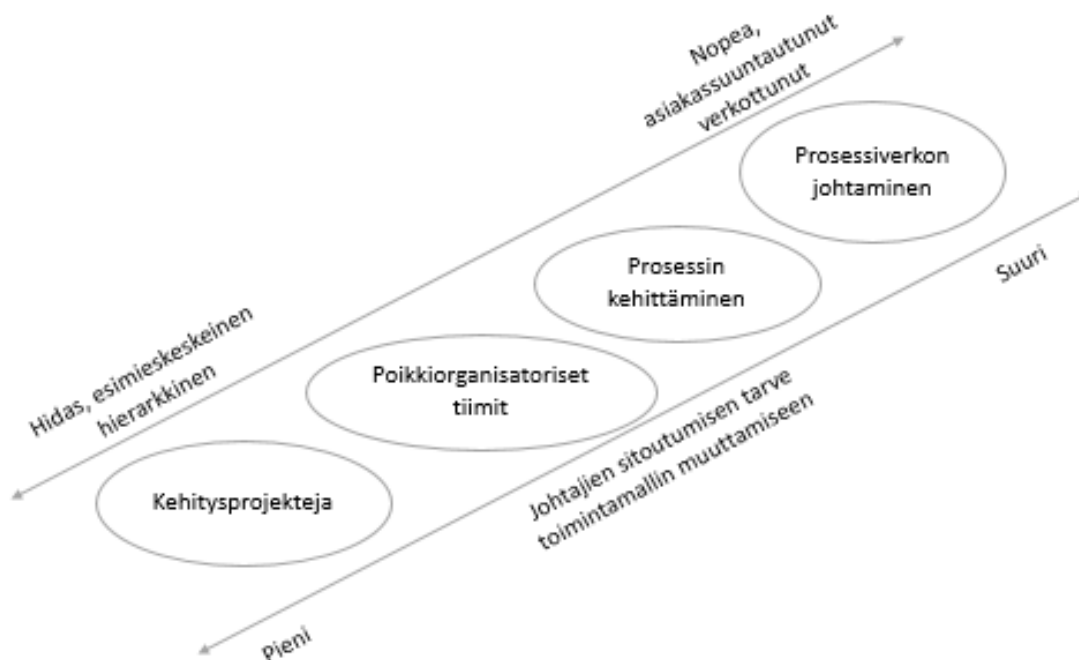 Nopea,
asiakassuuntautunut
verkottunut
Prosessiverkon
johtaminen
Suuri
Prosessin
kehittäminen
Hidas, esimieskeskeinen
hierarkkinen
Poikkiorganisatoriset
tiimit
Johtajien sitoutumisen tarve
toimintamallin muuttamiseen
Kehitysprojekteja
Pieni